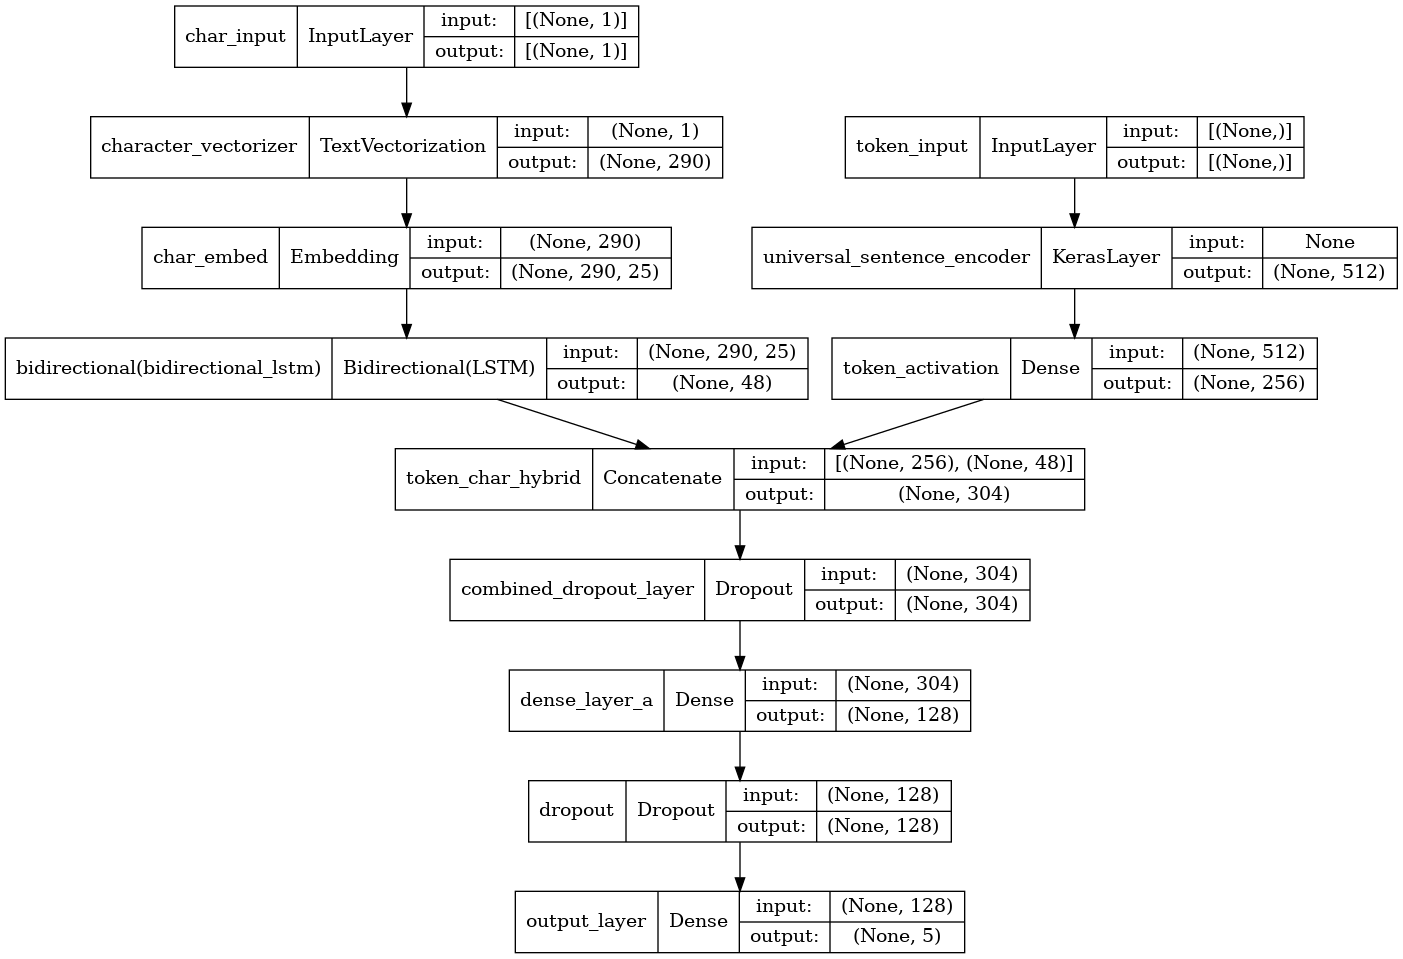 char_input InputLayer input: [(None, 1)]
output: [(None, 1)]
character_vectorizer TextVectorization input: (None, 1)
output: (None, 290)
token_input InputLayer input: [(None,)]
output: [(None,)]
char_embed Embedding input: (None, 290)
output: (None, 290, 25)
universal_sentence_encoder KerasLayer input: None
output: (None, 512)
bidirectional(bidirectional_lstm) Bidirectional(LSTM) input: (None, 290, 25)
output: (None, 48)
token_activation Dense input: (None, 512)
output: (None, 256)
token_char_hybrid Concatenate input: [(None, 256), (None, 48)]
output: (None, 304)
combined_dropout_layer Dropout input: (None, 304)
output: (None, 304)
dense_layer_a Dense input: (None, 304)
output: (None, 128)
dropout Dropout input: (None, 128)
output: (None, 128)
output_layer Dense input: (None, 128)
output: (None, 5)